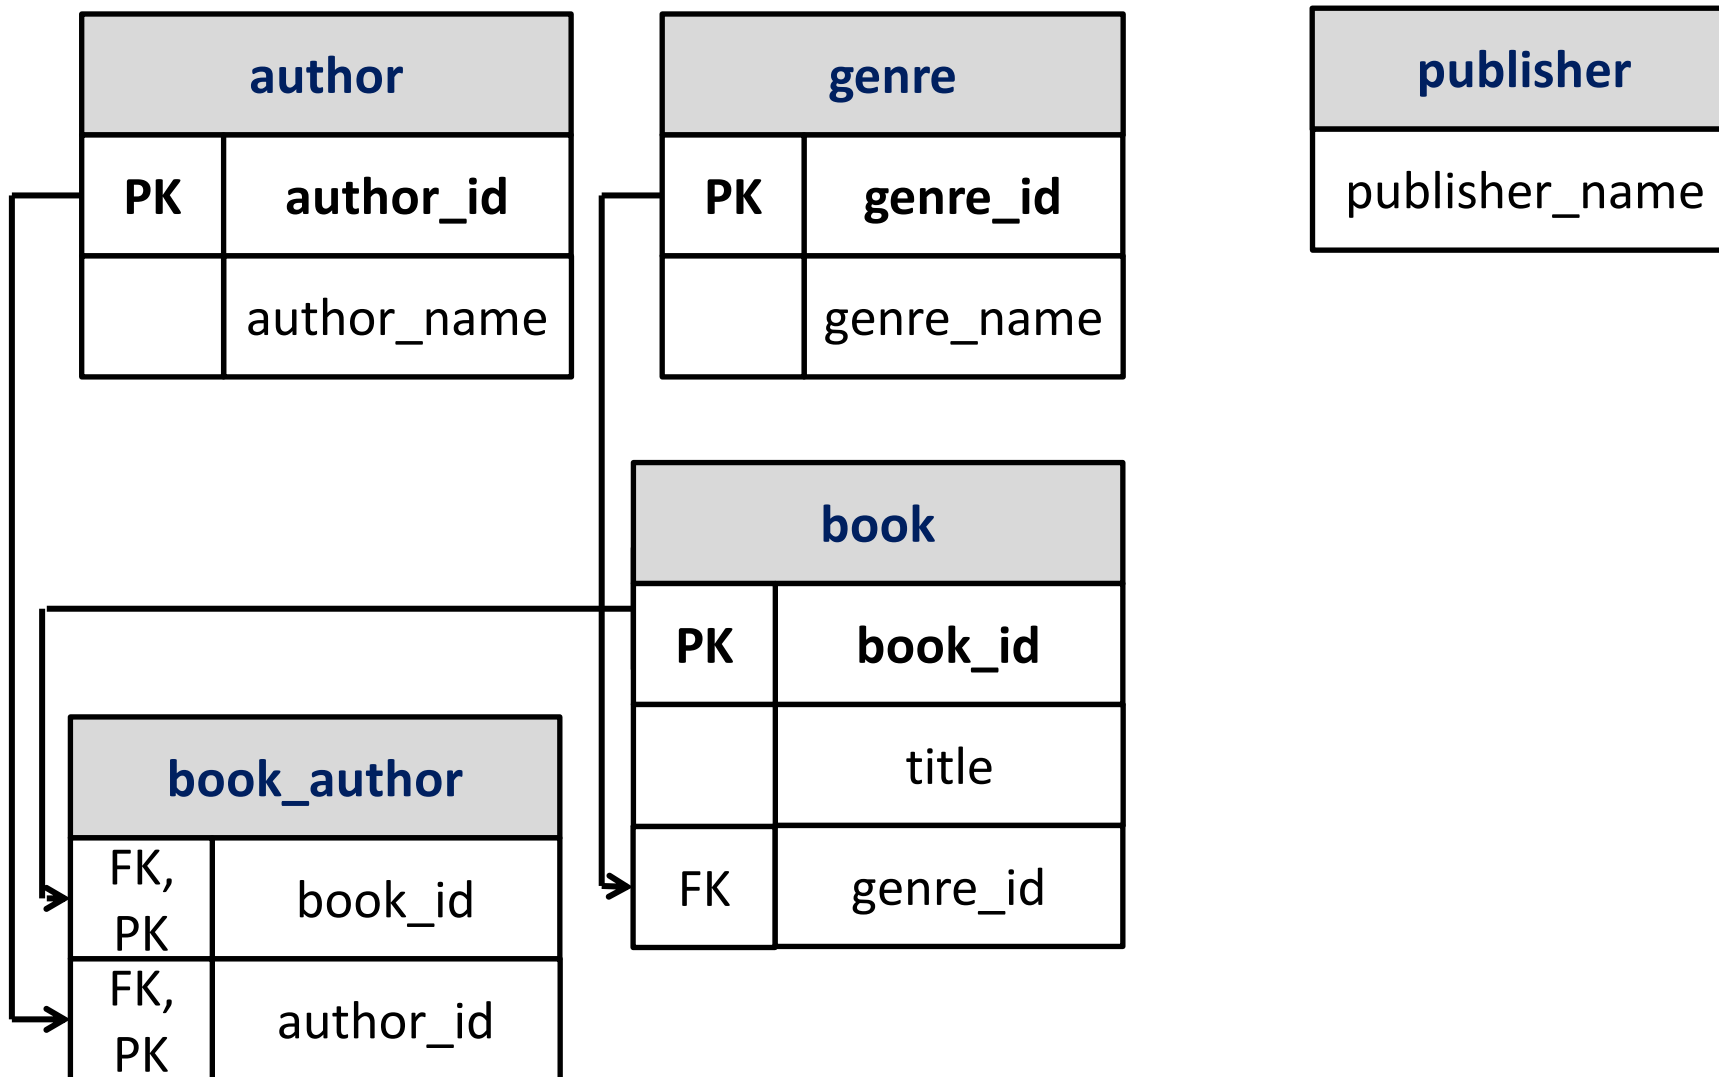 author
PK author_id
author_name
genre
PK genre_id
genre_name
publisher
publisher_name
book
PK book_id
title
FK genre_id
book_author
FK,
PK
book_id
FK,
PK
author_id